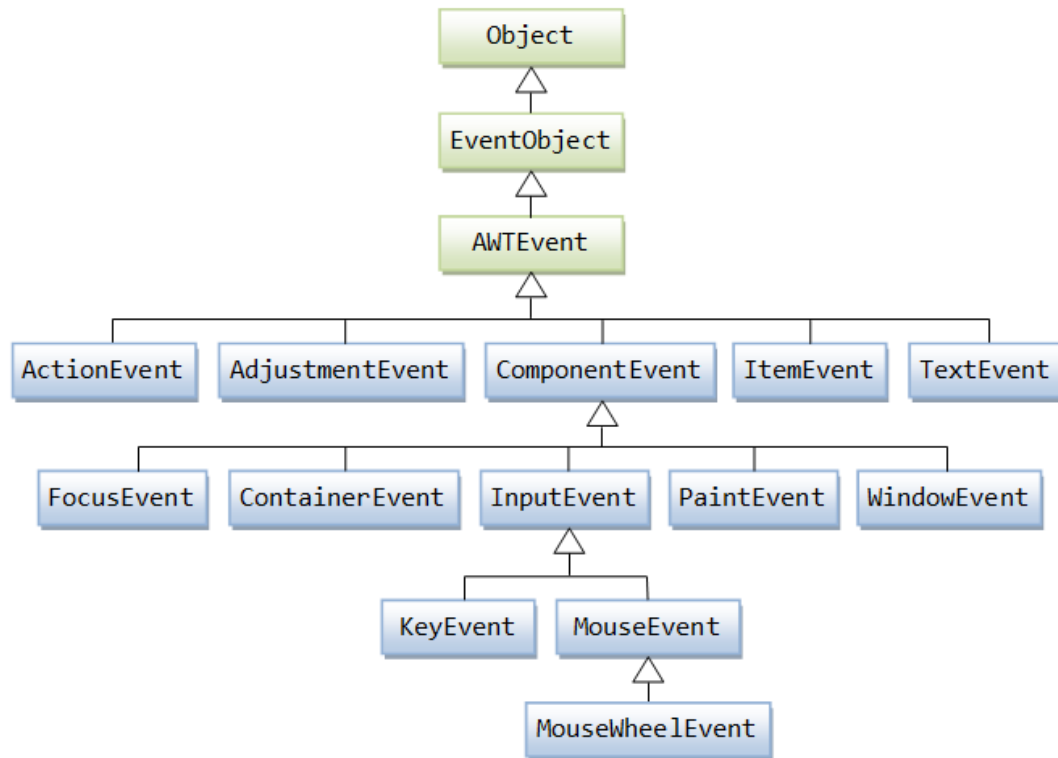 Object
EventObject
AWTEvent
ActionEvent
AdjustmentEvent
ComponentEvent
ItemEvent
TextEvent
FocusEvent
ContainerEvent
InputEvent
PaintEvent
WindowEvent
KeyEvent
MouseEvent
MouseWheelEvent